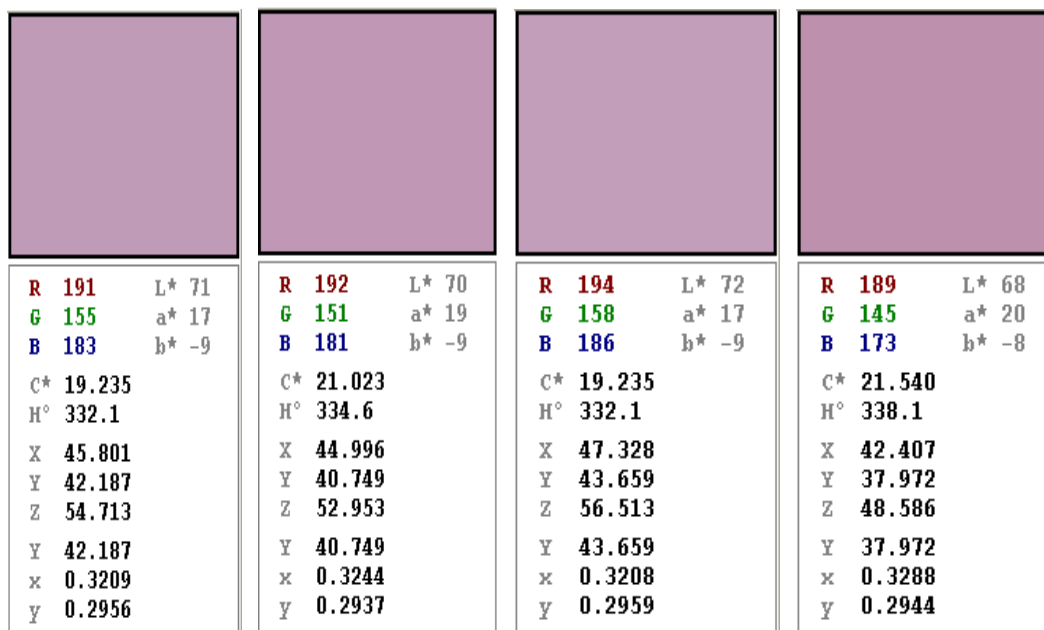 R 191 L* 71
G 155 a* 17
B 183 b* -9
C* 19.235
H° 332.1
X 45.801
Y 42.187
Z 54.713
Y 42.187
x 0.3209
y 0.2956
R 192 L* 70
G 151 a* 19
B 181 b* -9
C* 21.023
H° 334.6
X 44.996
Y 40.749
Z 52.953
Y 40.749
x 0.3244
y 0.2937
R 194 L* 72
G 158 a* 17
B 186 b* -9
C* 19.235
H° 332.1
X 47.328
Y 43.659
Z 56.513
Y 43.659
x 0.3208
y 0.2959
R 189 L* 68
G 145 a* 20
B 173 b* -8
C* 21.540
H° 338.1
X 42.407
Y 37.972
Z 48.586
Y 37.972
x 0.3288
y 0.2944